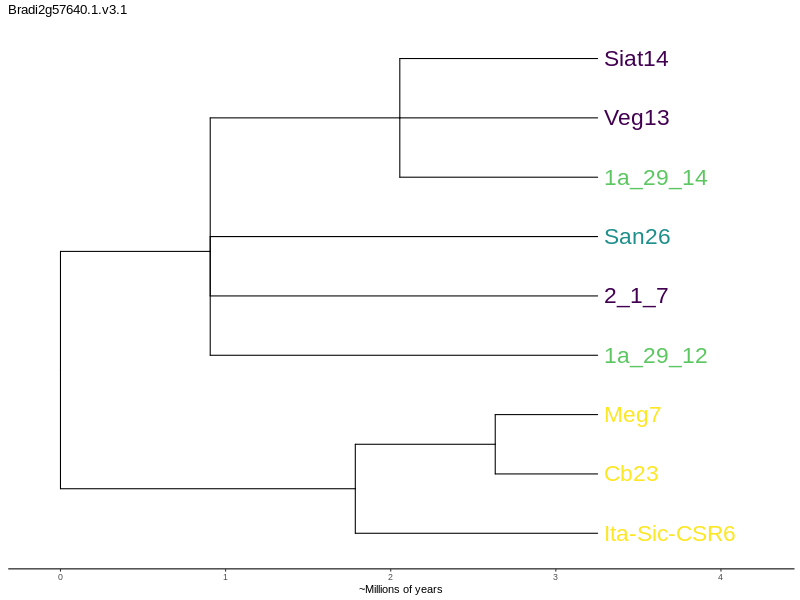 Bradi2g57640.1.v3.1
Siat14
Veg13
1a_29_14
San26
2_1_7
1a_29_12
Meg7
Cb23
Ita-Sic-CSR6
0 1 2 3 4
~Millions of years